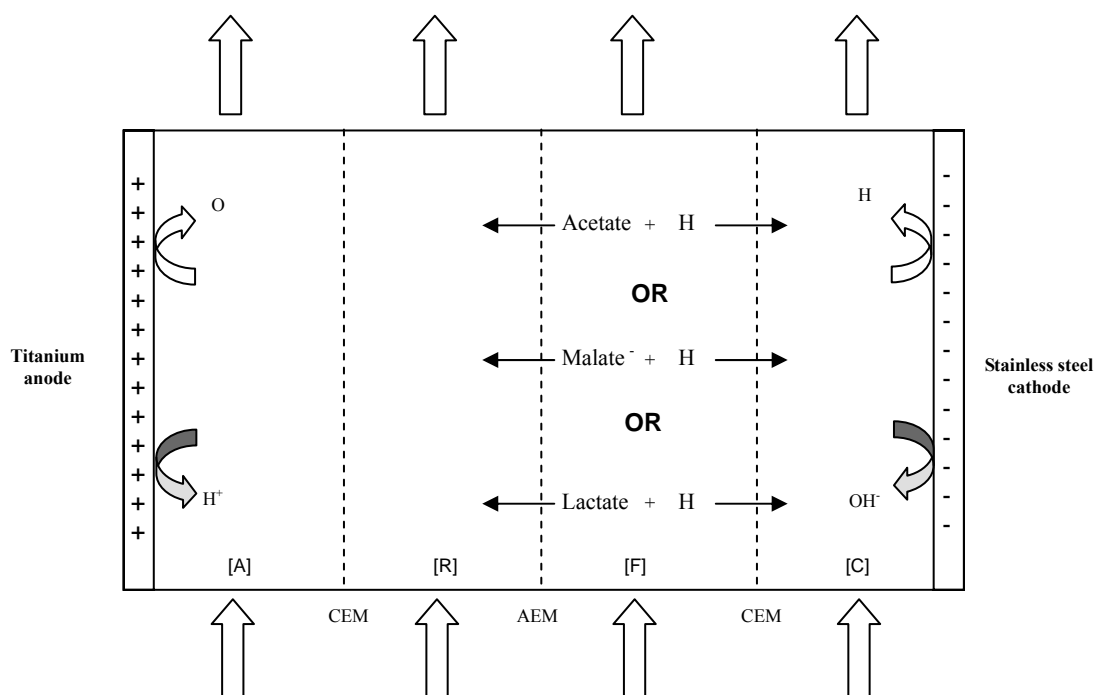 +
+
+
+
+
+
+
+
+
+
+
+
+
-
-
-
-
-
-
-
-
-
-
-
-
-
O
H
Acetate + H
OR
Titanium
anode
Malate - + H
Stainless steel
cathode
OR
H+
Lactate + H
OH-
[A]
[R]
[F]
[C]
CEM
AEM
CEM